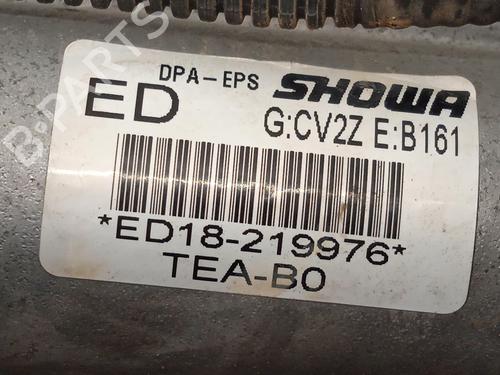 DPA-EPS SHOWA
ED G:CV2Z E:B161
*ED18-219976*
TEA-B0
B-PARTS